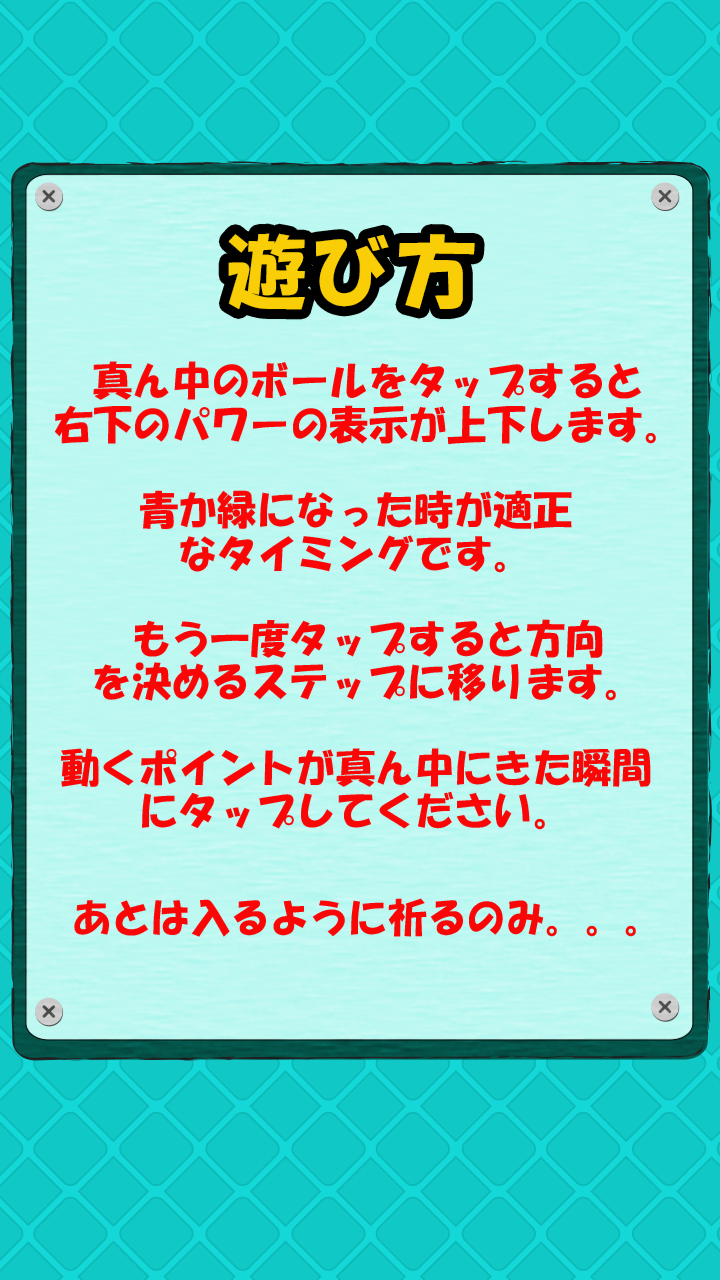 遊び方
真ん中のボールをタップすると
右下のパワーの表示が上下します。
青か緑になった時が適正
なタイミングです。
もう一度タップすると方向
を決めるステップに移ります。
動くポイントが真ん中にきた瞬間
にタップしてください。
あとは入るように祈るのみ。。。